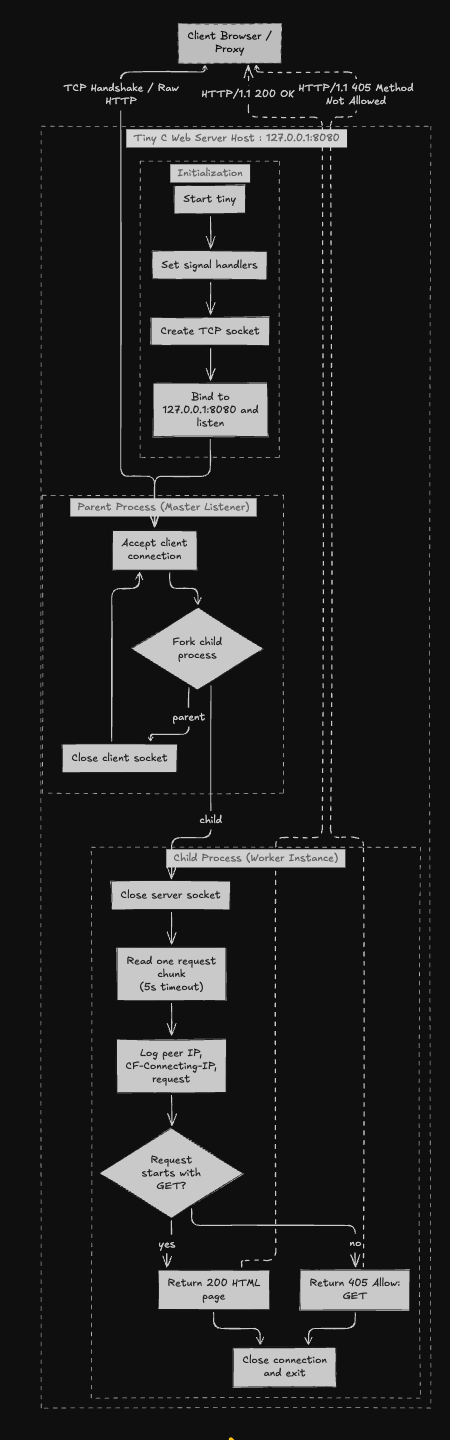 Client Browser /
Proxy
TCP Handshake / Raw
HTTP
HTTP/1.1 200 OK
HTTP/1.1 405 Method
Not Allowed
Tiny C Web Server Host : 127.0.0.1:8080
Initialization
Start tiny
Set signal handlers
Create TCP socket
Bind to
127.0.0.1:8080 and
listen
Parent Process (Master Listener)
Accept client
connection
Fork child
process
parent
Close client socket
child
Child Process (Worker Instance)
Close server socket
Read one request
chunk
(5s timeout)
Log peer IP,
CF-Connecting-IP,
request
Request
starts with
GET?
yes
no
Return 200 HTML
page
Return 405 Allow:
GET
Close connection
and exit